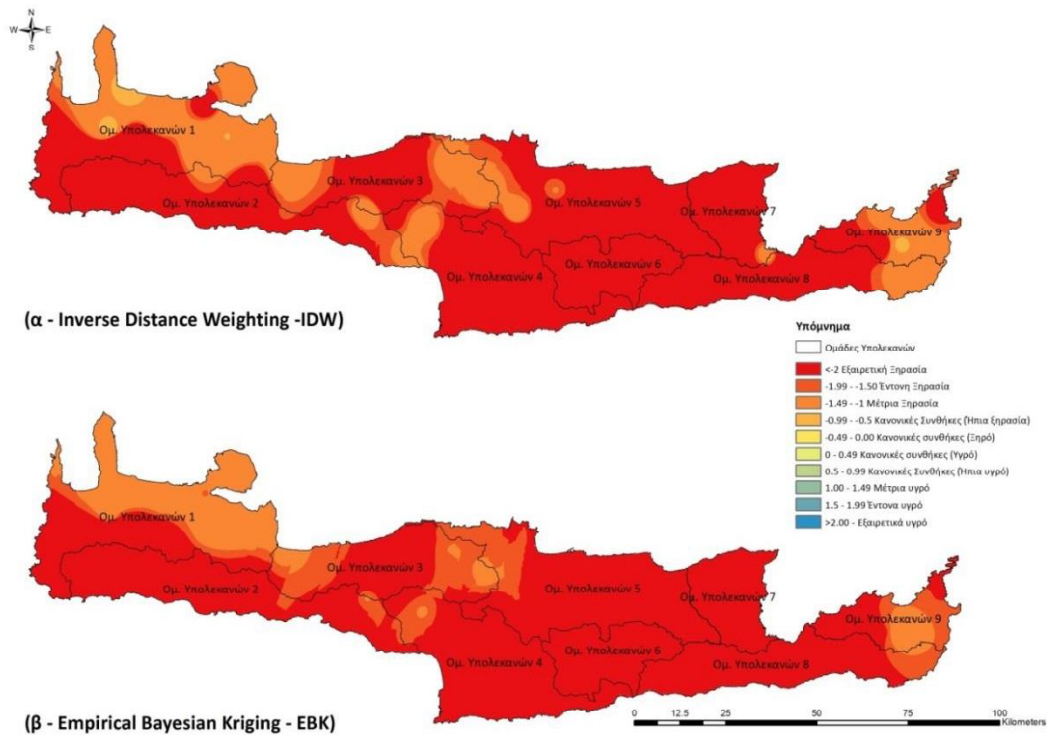 N
W E
S
Ομ. Υπολεκανών 1
Ομ. Υπολεκανών 2
Ομ. Υπολεκανών 3
Ομ. Υπολεκανών 4
Ομ. Υπολεκανών 5
Ομ. Υπολεκανών 6
Ομ. Υπολεκανών 7
Ομ. Υπολεκανών 8
Ομ. Υπολεκανών 9
(α - Inverse Distance Weighting -IDW)
Υπόμνημα
Ομάδες Υπολεκανών
<-2 Εξαιρετική Ξηρασία
-1.99 - -1.50 Έντονη Ξηρασία
-1.49 - -1 Μέτρια Ξηρασία
-0.99 - -0.5 Κανονικές Συνθήκες (Ήπια ξηρασία)
-0.49 - 0.00 Κανονικές συνθήκες (Ξηρό)
0 - 0.49 Κανονικές συνθήκες (Υγρό)
0.5 - 0.99 Κανονικές Συνθήκες (Ήπια υγρό)
1.00 - 1.49 Μέτρια υγρό
1.5 - 1.99 Έντονα υγρό
>2.00 - Εξαιρετικά υγρό
Ομ. Υπολεκανών 1
Ομ. Υπολεκανών 2
Ομ. Υπολεκανών 3
Ομ. Υπολεκανών 4
Ομ. Υπολεκανών 5
Ομ. Υπολεκανών 6
Ομ. Υπολεκανών 7
Ομ. Υπολεκανών 8
Ομ. Υπολεκανών 9
(β - Empirical Bayesian Kriging - EBK)
0 12.5 25 50 75 100
Kilometers